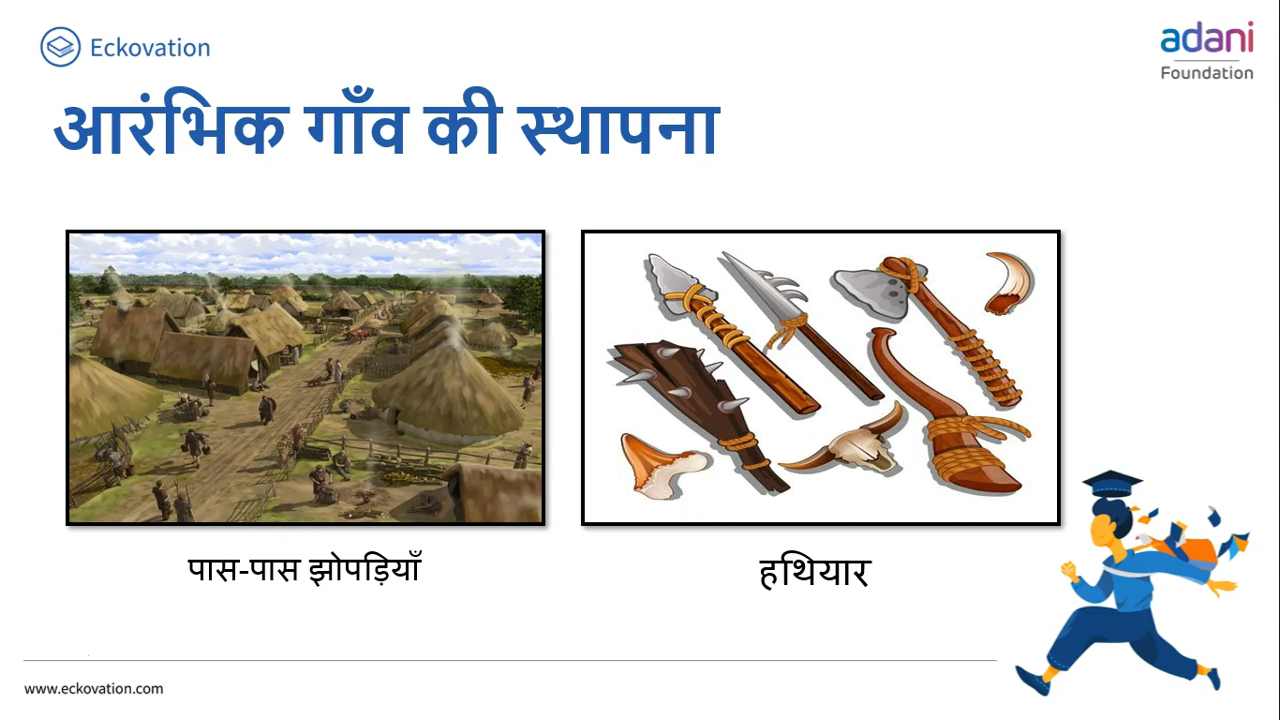 Eckovation
adani
Foundation
आरंभिक गाँव की स्थापना
पास-पास झोपड़ियाँ
हथियार
www.eckovation.com